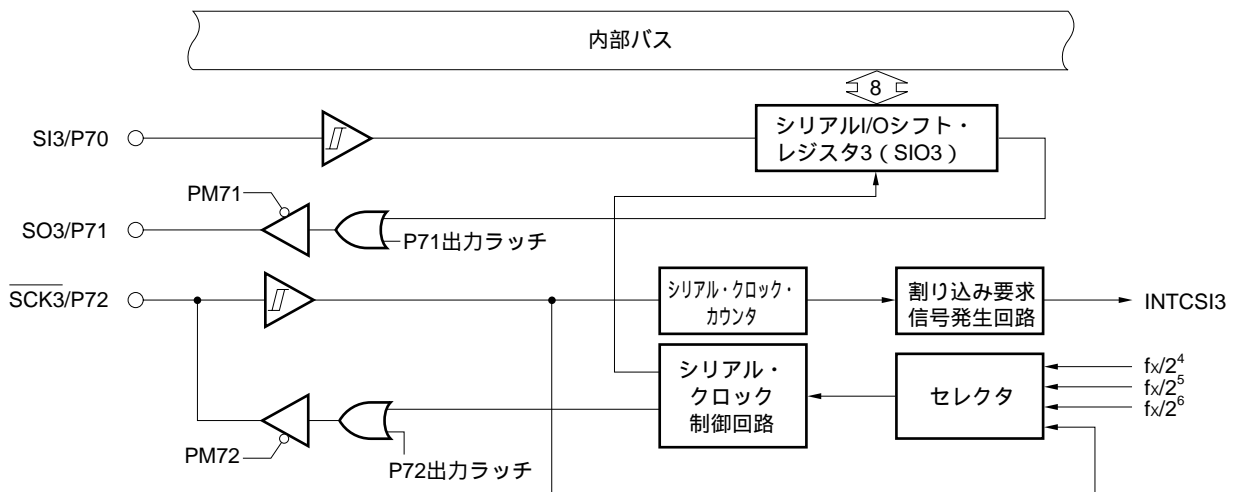 内部バス
8
SI3/P70
シリアルI/Oシフト・
レジスタ3（SIO3）
PM71
SO3/P71
P71出力ラッチ
SCK3/P72
シリアル・クロック・
カウンタ
割り込み要求
信号発生回路
INTCSI3
シリアル・
クロック
制御回路
セレクタ
fx/2⁴
fx/2⁵
fx/2⁶
PM72
P72出力ラッチ